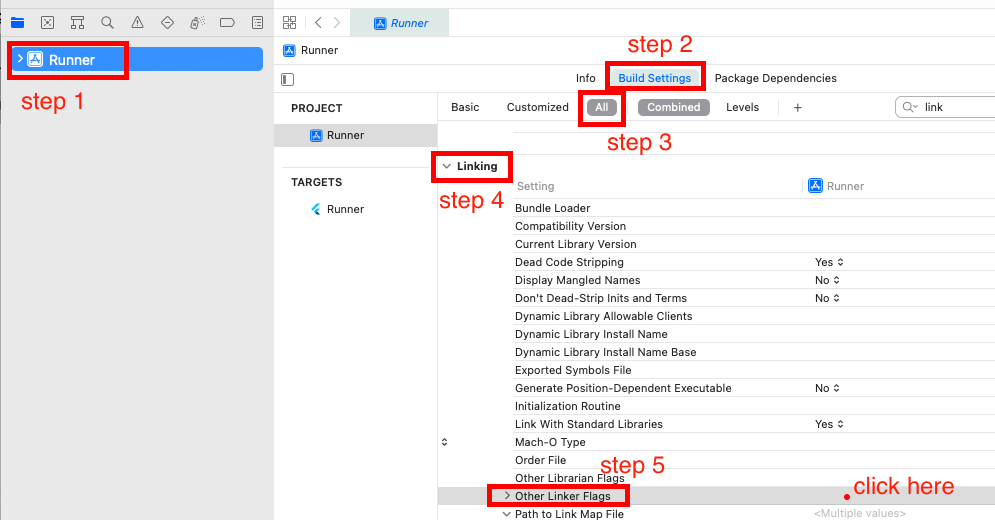 Runner
Runner
step 1
Runner
step 2
Info
Build Settings
Package Dependencies
PROJECT
Runner
TARGETS
Runner
Basic
Customized
All
Combined
Levels
+
link
step 3
Linking
step 4
Setting
Runner
Bundle Loader
Compatibility Version
Current Library Version
Dead Code Stripping Yes
Display Mangled Names No
Don't Dead-Strip Inits and Terms No
Dynamic Library Allowable Clients
Dynamic Library Install Name
Dynamic Library Install Name Base
Exported Symbols File
Generate Position-Dependent Executable No
Initialization Routine
Link With Standard Libraries Yes
Mach-O Type
Order File
step 5
Other Librarian Flags
Other Linker Flags
click here
Path to Link Map File <Multiple values>